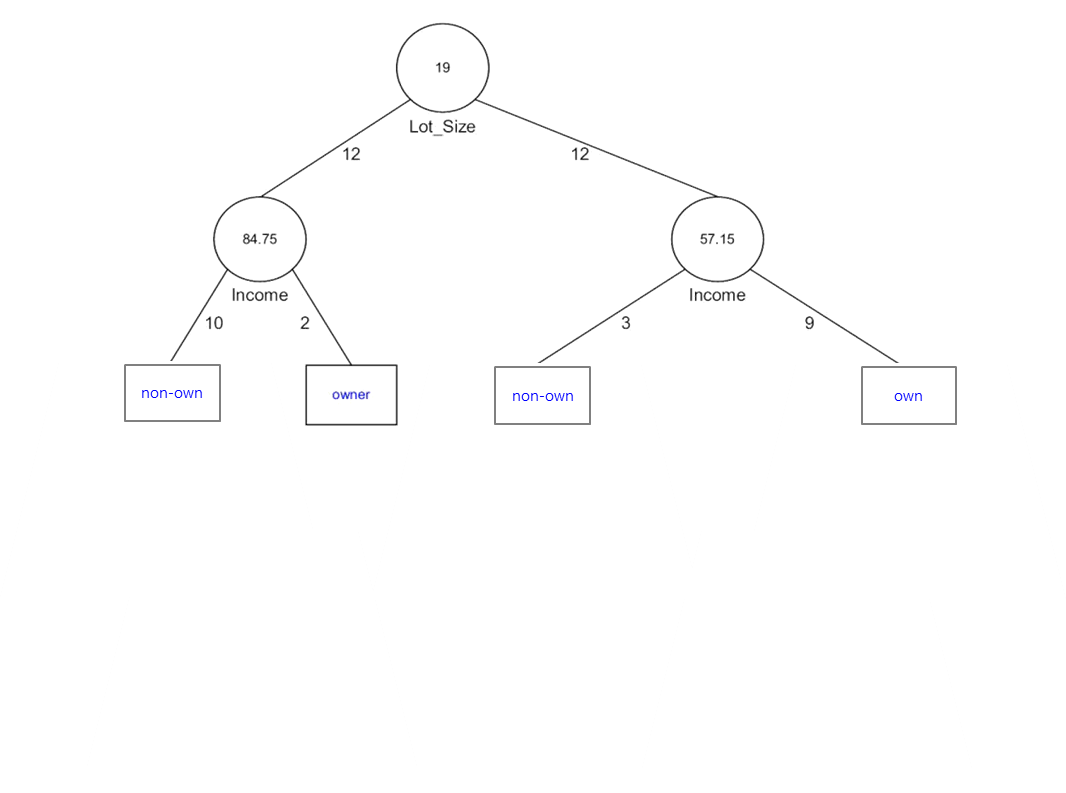 19
Lot_Size
12
12
84.75
57.15
Income
Income
10
2
3
9
non-own
owner
non-own
own